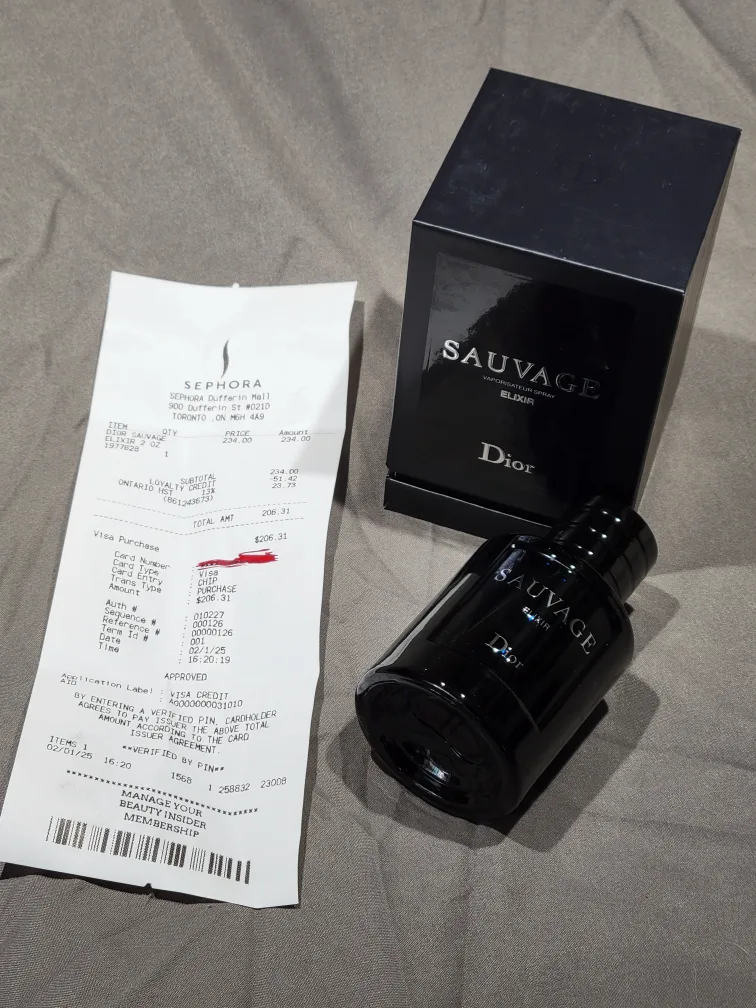 SEPHORA
SEPHORA Dufferin Mall
900 Dufferin St #0210
TORONTO ,ON M6H 4A9
ITEM QTY PRICE Amount
DIOR SAUVAGE 234.00 234.00
ELIXIR 2 OZ
1977628 1
SUBTOTAL 234.00
LOYALTY CREDIT -51.42
ONTARIO HST 13% 23.73
(861243673)
TOTAL AMT 206.31
Visa Purchase $206.31
Card Number :
Card Type : Visa
Card Entry : CHIP
Trans Type : PURCHASE
Amount : $206.31
Auth # : 010227
Sequence # : 000126
Reference # : 00000126
Term Id # : 001
Date : 02/1/25
Time : 16:20:19
APPROVED
Application Label : VISA CREDIT
AID : A0000000031010
BY ENTERING A VERIFIED PIN, CARDHOLDER
AGREES TO PAY ISSUER THE ABOVE TOTAL
AMOUNT ACCORDING TO THE CARD
ISSUER AGREEMENT.
**VERIFIED BY PIN**
ITEMS 1
02/01/25 16:20 1568 1 258832 23008
MANAGE YOUR
BEAUTY INSIDER
MEMBERSHIP
SAUVAGE
VAPORISATEUR SPRAY
ELIXIR
Dior
SAUVAGE
ELIXIR
Dior